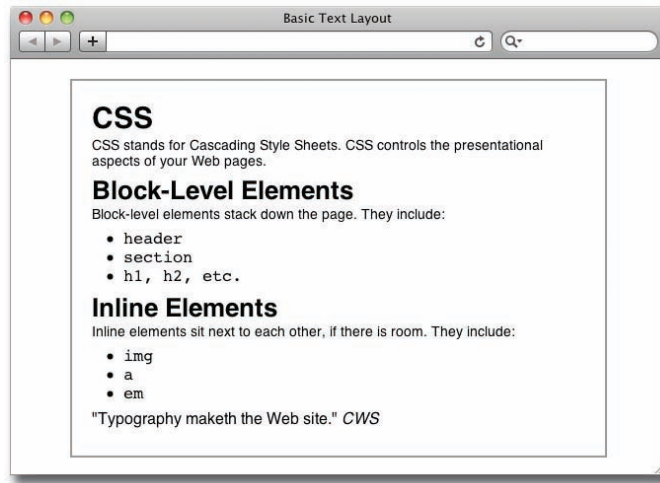 Basic Text Layout
CSS
CSS stands for Cascading Style Sheets. CSS controls the presentational
aspects of your Web pages.
Block-Level Elements
Block-level elements stack down the page. They include:
header
section
h1, h2, etc.
Inline Elements
Inline elements sit next to each other, if there is room. They include:
img
a
em
"Typography maketh the Web site." CWS